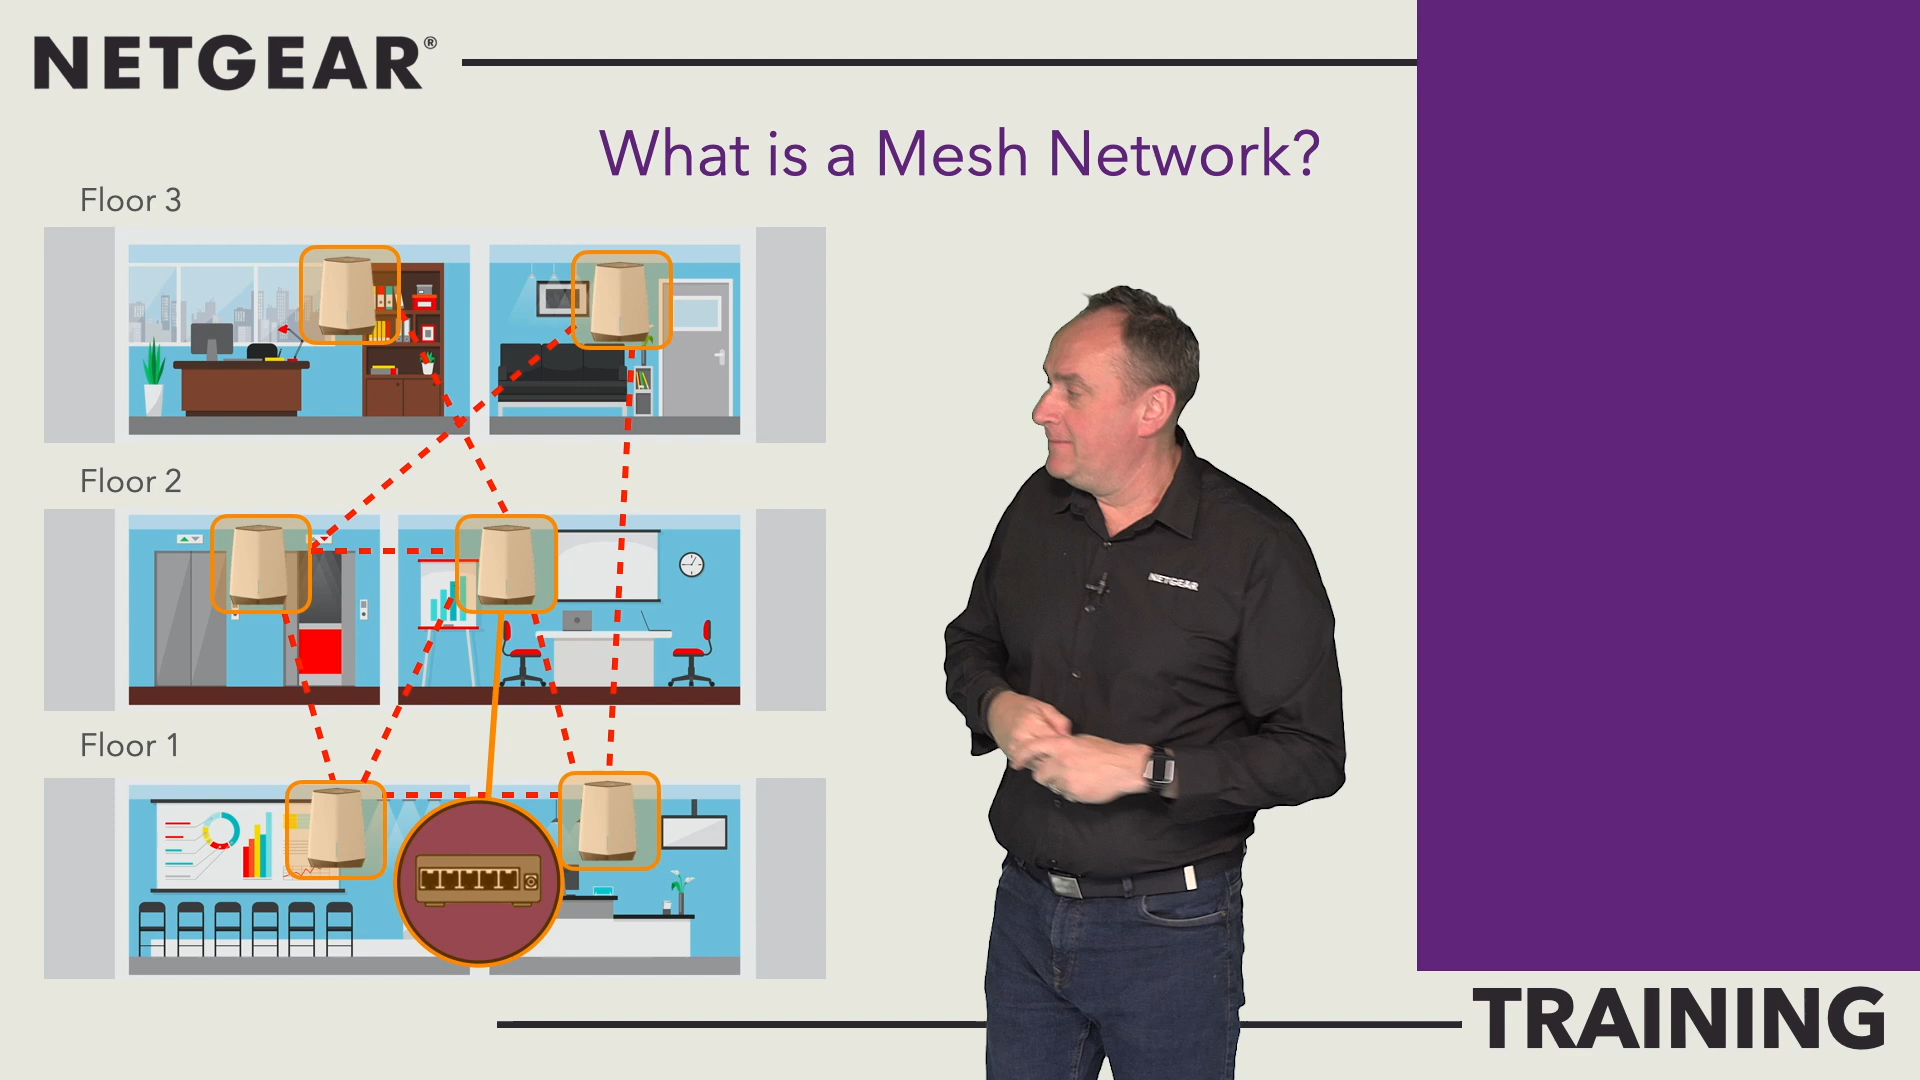 NETGEAR®
What is a Mesh Network?
Floor 3
Floor 2
Floor 1
NETGEAR
TRAINING